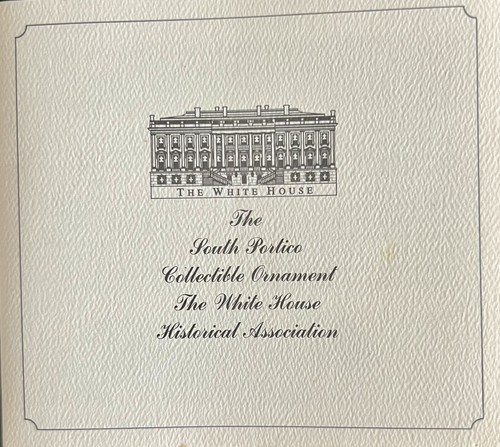 THE WHITE HOUSE
The
South Portico
Collectible Ornament
The White House
Historical Association